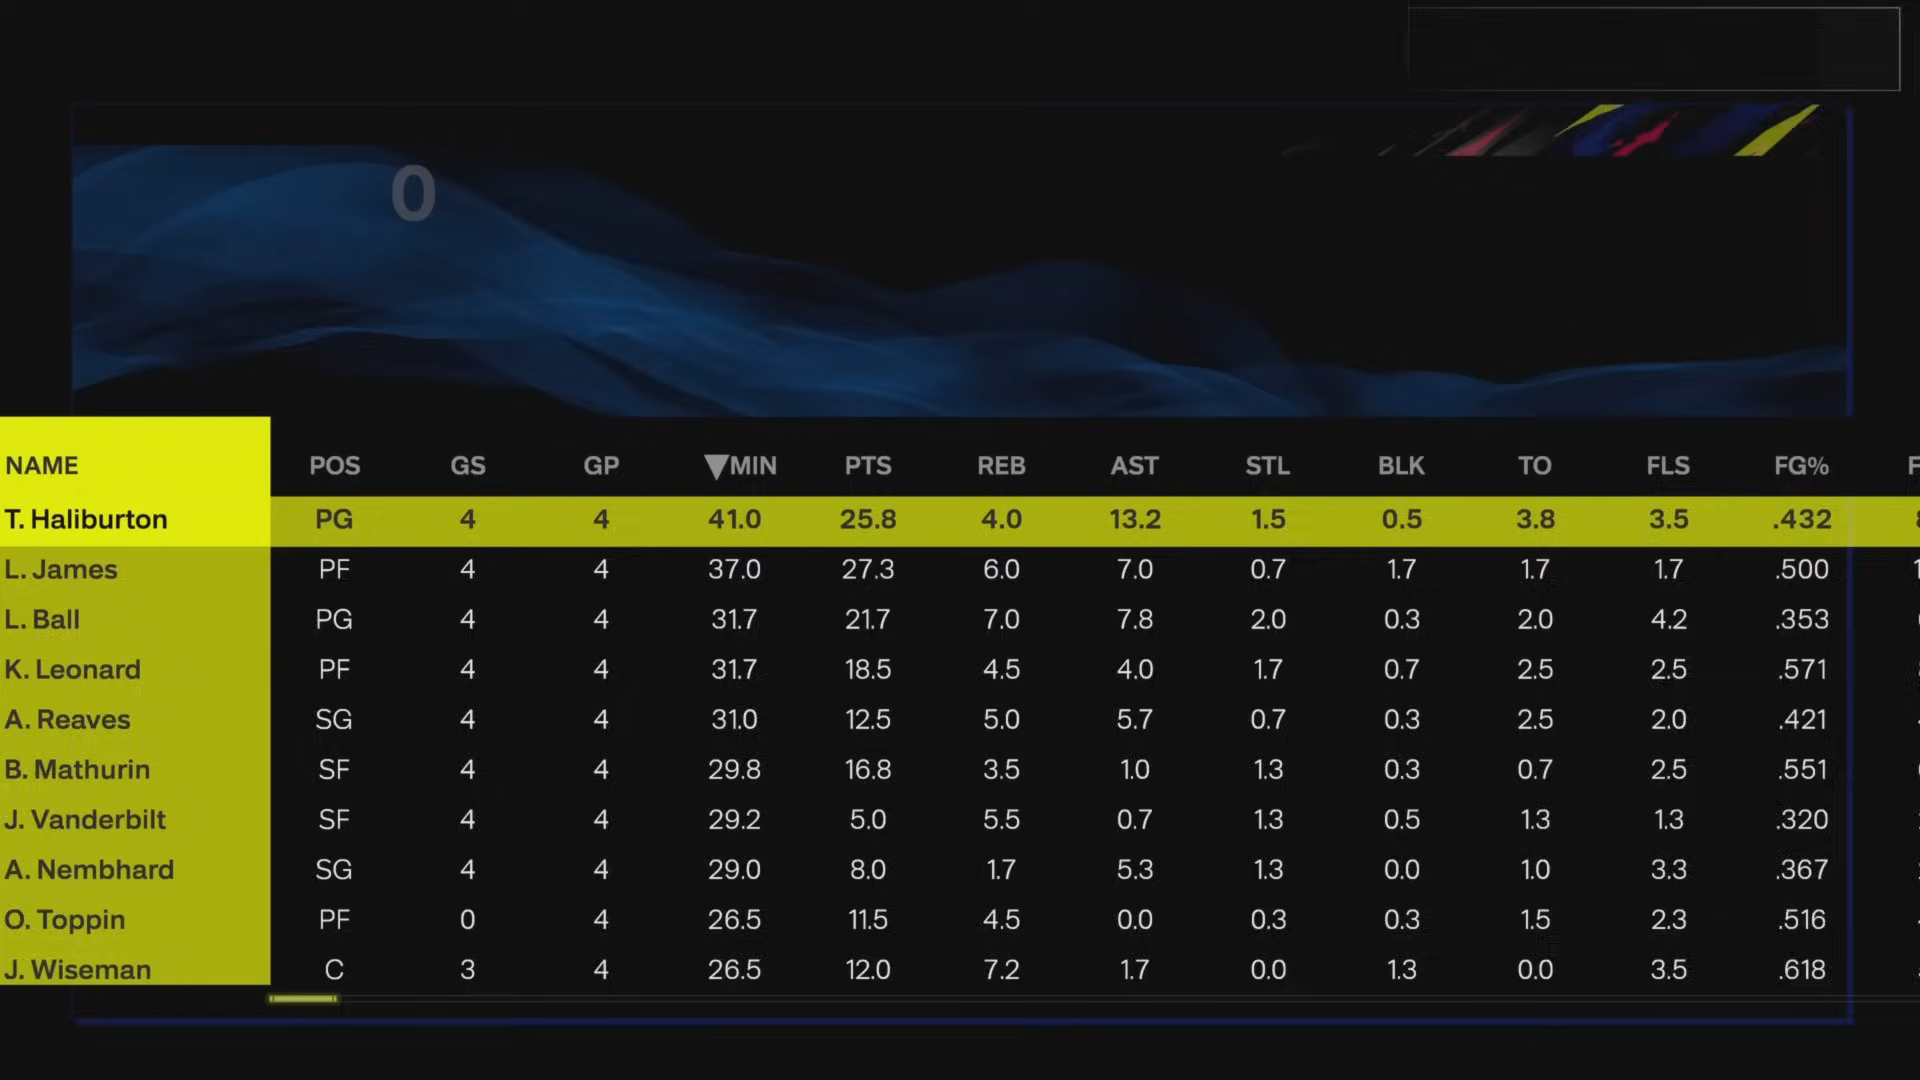 0
NAME POS GS GP ▼MIN PTS REB AST STL BLK TO FLS FG%
T. Haliburton PG 4 4 41.0 25.8 4.0 13.2 1.5 0.5 3.8 3.5 .432
L. James PF 4 4 37.0 27.3 6.0 7.0 0.7 1.7 1.7 1.7 .500
L. Ball PG 4 4 31.7 21.7 7.0 7.8 2.0 0.3 2.0 4.2 .353
K. Leonard PF 4 4 31.7 18.5 4.5 4.0 1.7 0.7 2.5 2.5 .571
A. Reaves SG 4 4 31.0 12.5 5.0 5.7 0.7 0.3 2.5 2.0 .421
B. Mathurin SF 4 4 29.8 16.8 3.5 1.0 1.3 0.3 0.7 2.5 .551
J. Vanderbilt SF 4 4 29.2 5.0 5.5 0.7 1.3 0.5 1.3 1.3 .320
A. Nembhard SG 4 4 29.0 8.0 1.7 5.3 1.3 0.0 1.0 3.3 .367
O. Toppin PF 0 4 26.5 11.5 4.5 0.0 0.3 0.3 1.5 2.3 .516
J. Wiseman C 3 4 26.5 12.0 7.2 1.7 0.0 1.3 0.0 3.5 .618